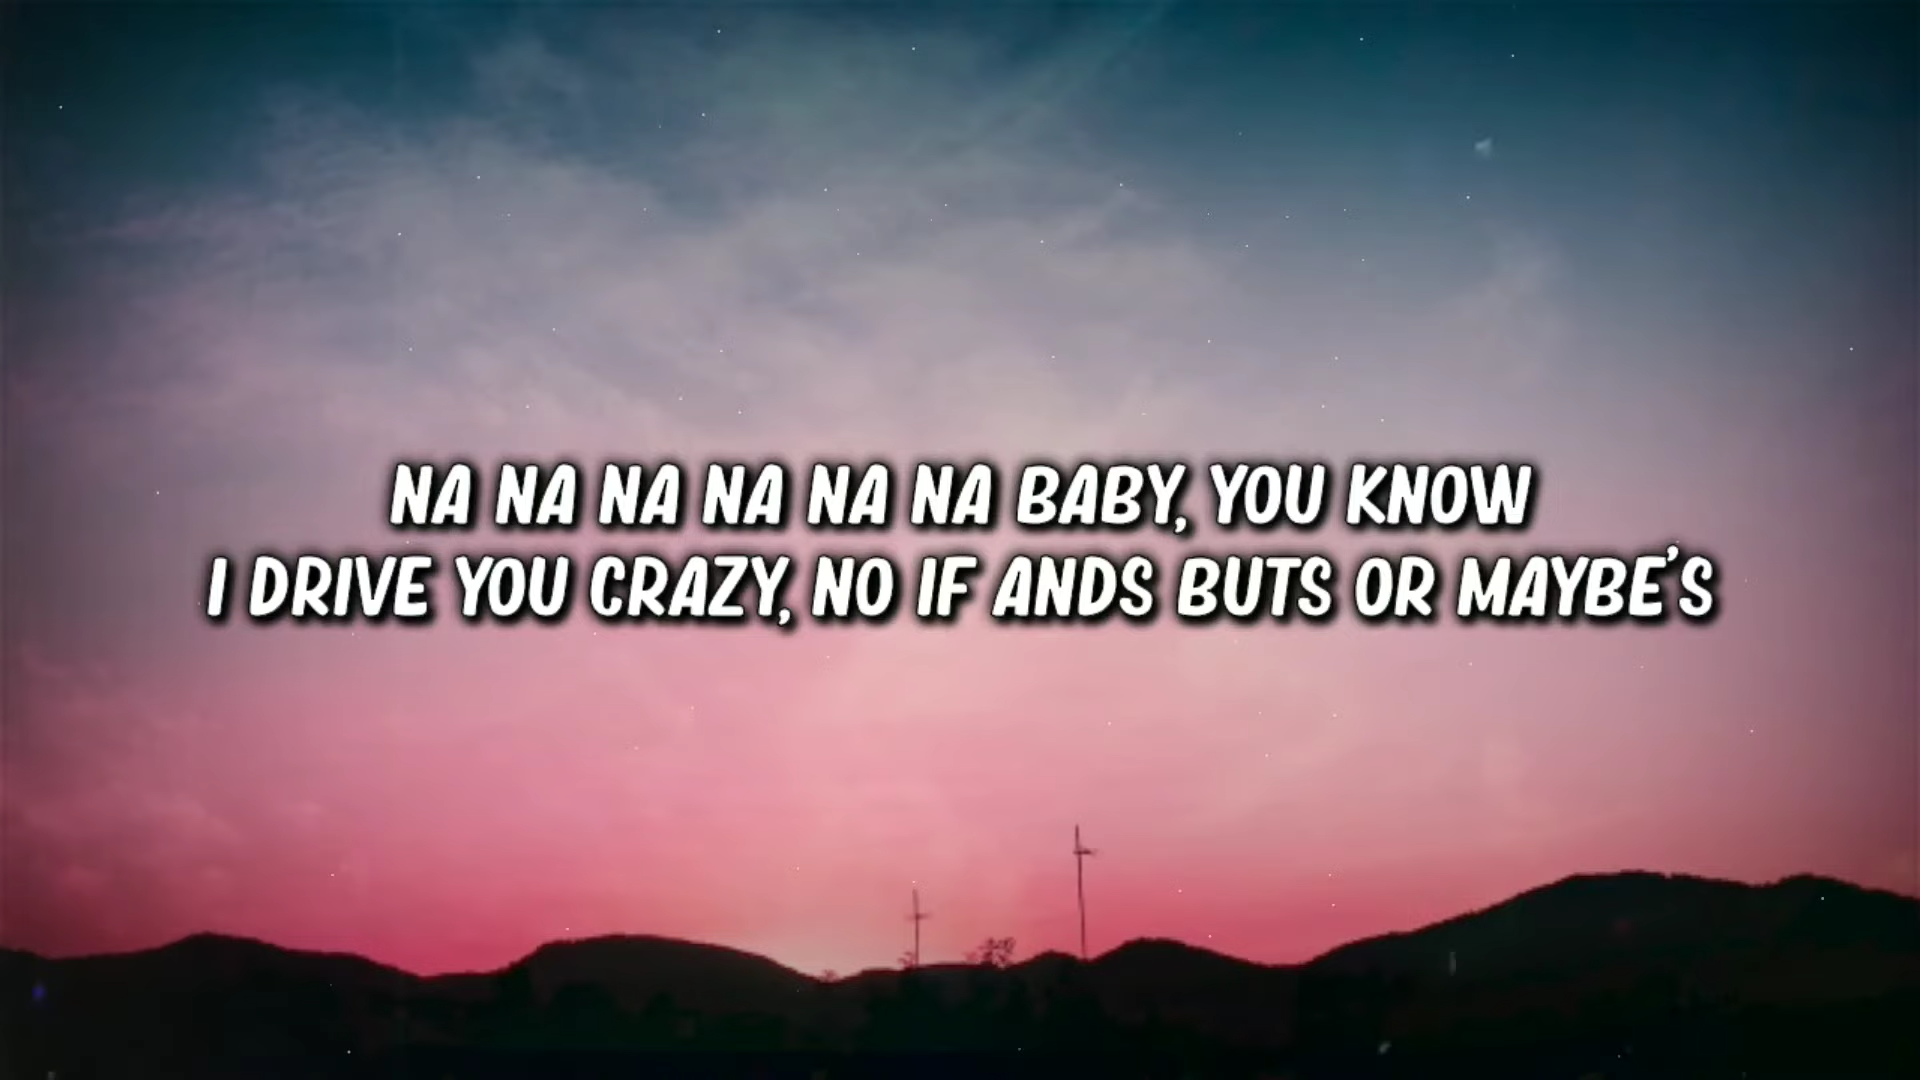 NA NA NA NA NA NA BABY, YOU KNOW
I DRIVE YOU CRAZY, NO IF ANDS BUTS OR MAYBE'S